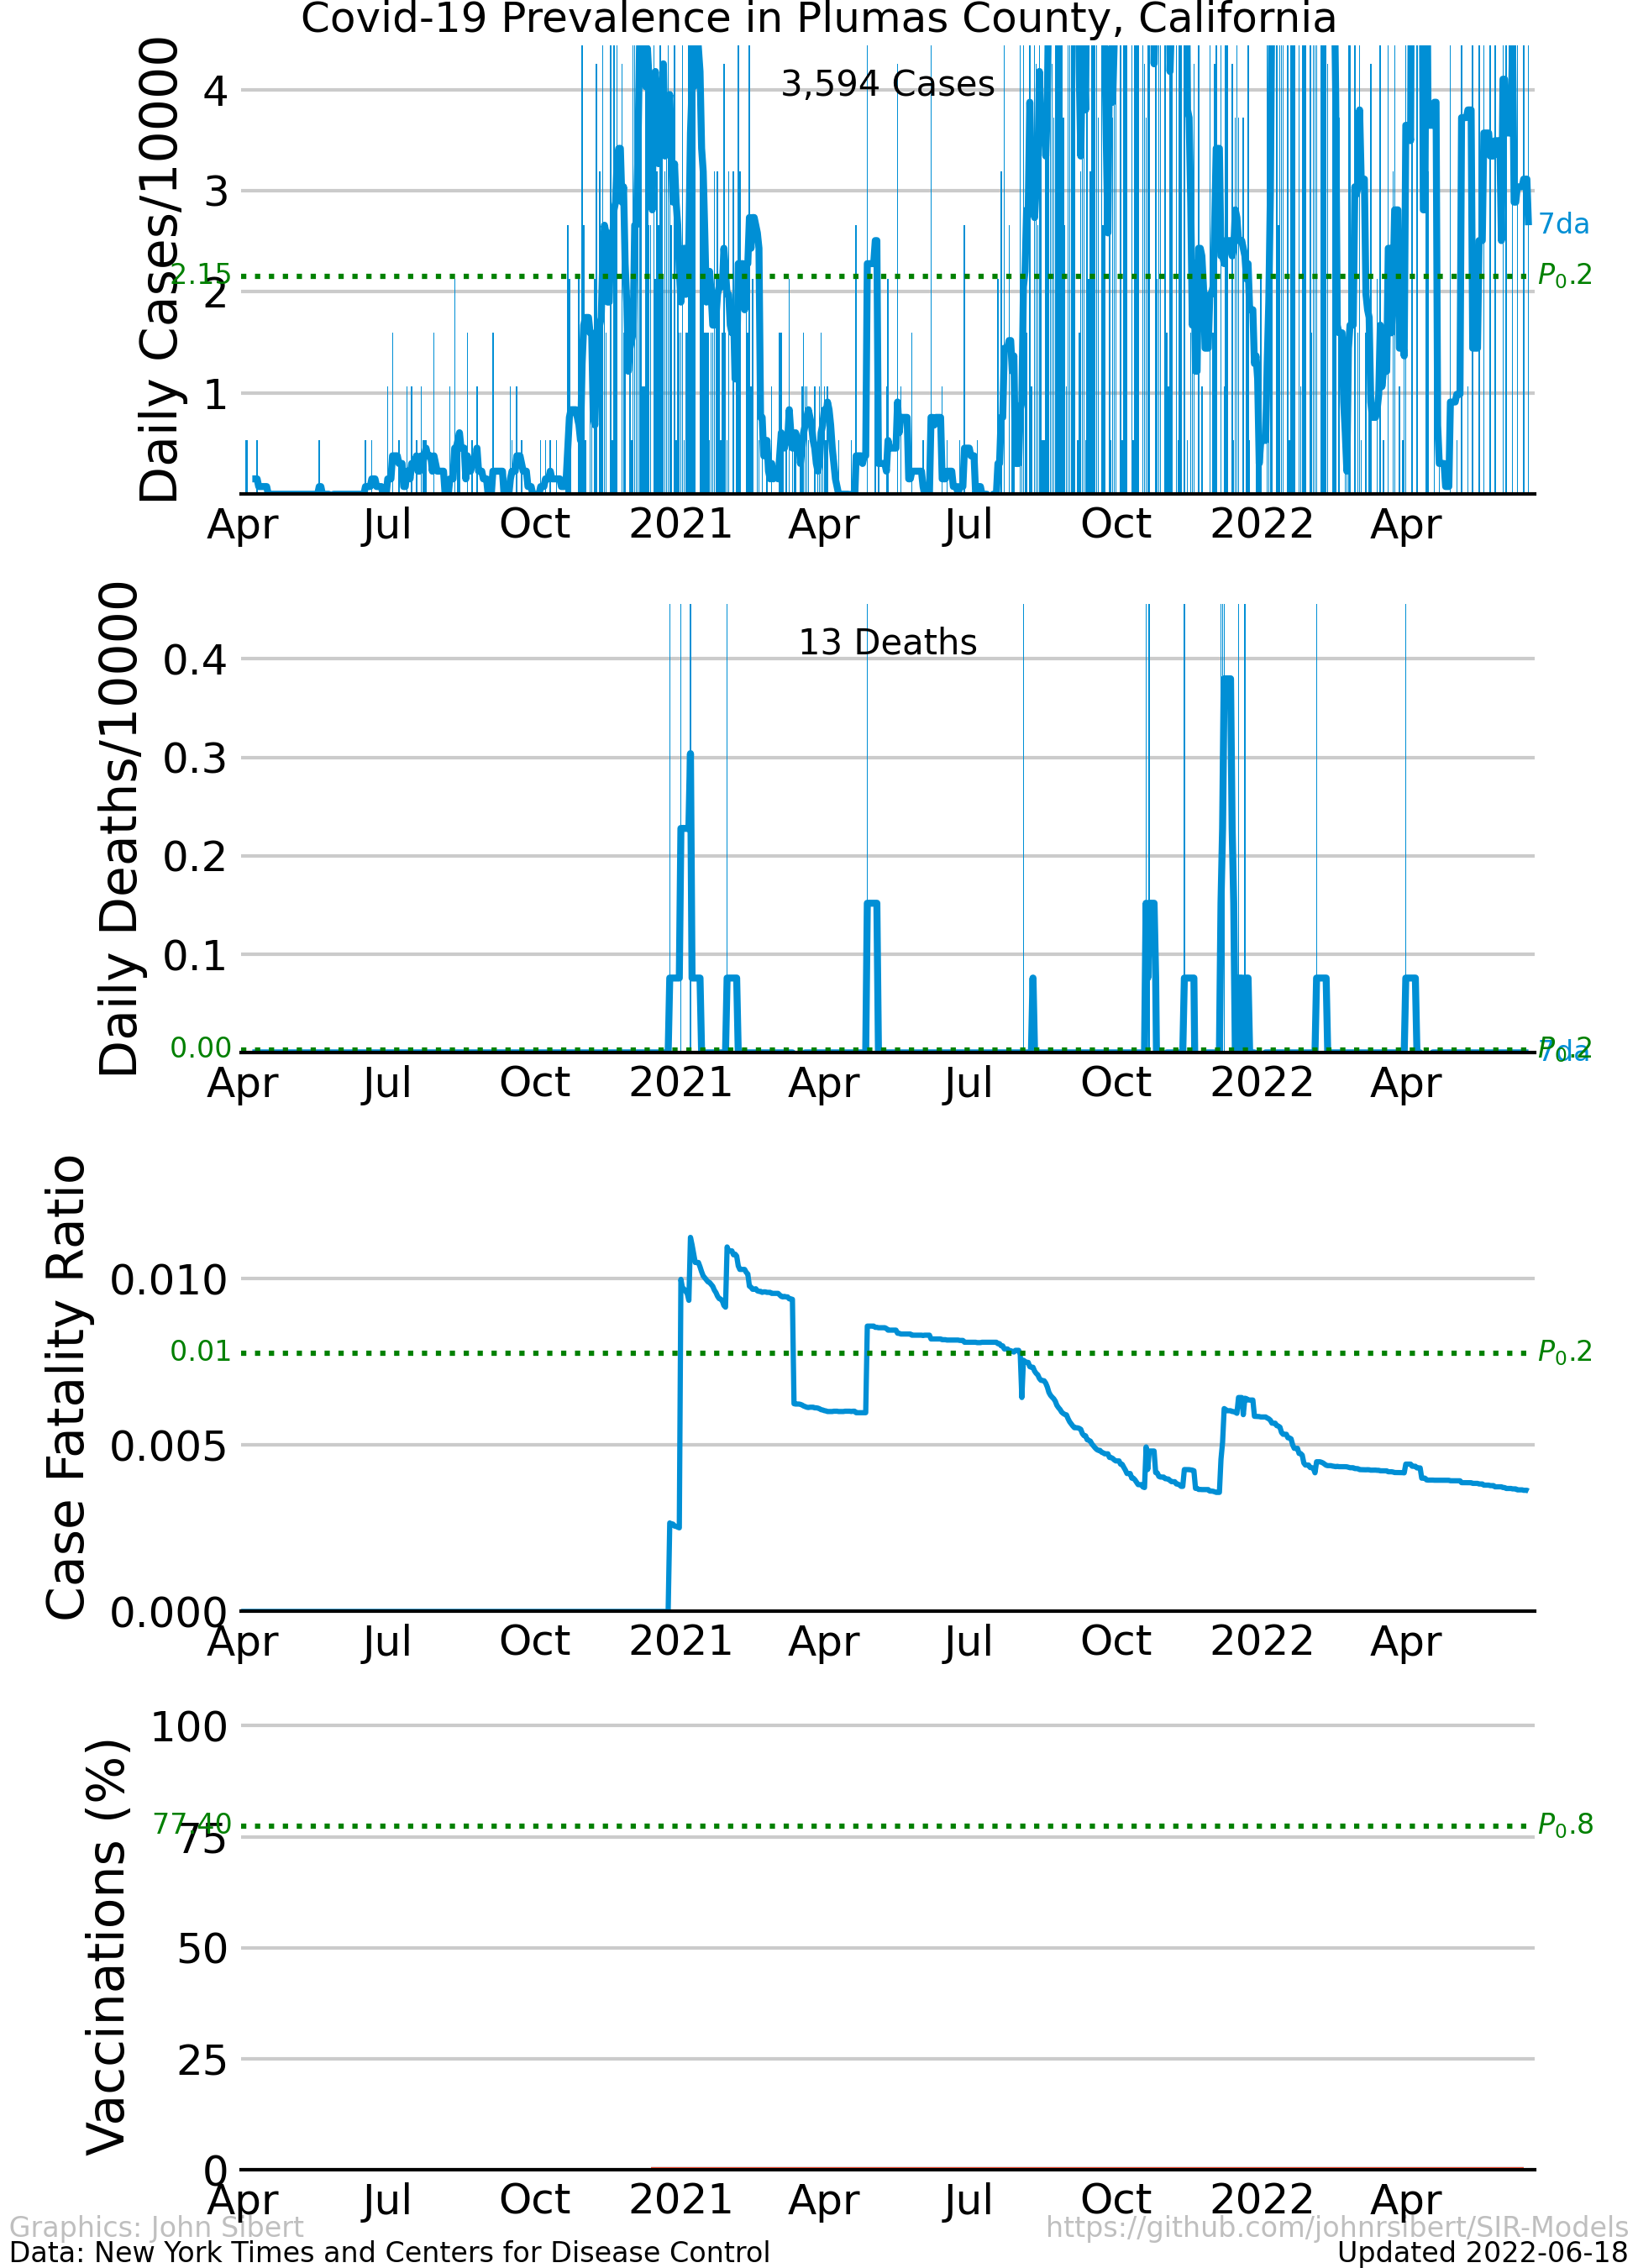 Covid-19 Prevalence in Plumas County, California
Daily Cases/10000
3,594 Cases
4
3
2
1
2.15
7da
P0.2
Apr Jul Oct 2021 Apr Jul Oct 2022 Apr
Daily Deaths/10000
13 Deaths
0.4
0.3
0.2
0.1
0.00
P0.2
7da
Apr Jul Oct 2021 Apr Jul Oct 2022 Apr
Case Fatality Ratio
0.010
0.01
P0.2
0.005
0.000
Apr Jul Oct 2021 Apr Jul Oct 2022 Apr
Vaccinations (%)
100
77.40
P0.8
75
50
25
0
Apr Jul Oct 2021 Apr Jul Oct 2022 Apr
Graphics: John Sibert
https://github.com/johnrsibert/SIR-Models
Data: New York Times and Centers for Disease Control
Updated 2022-06-18